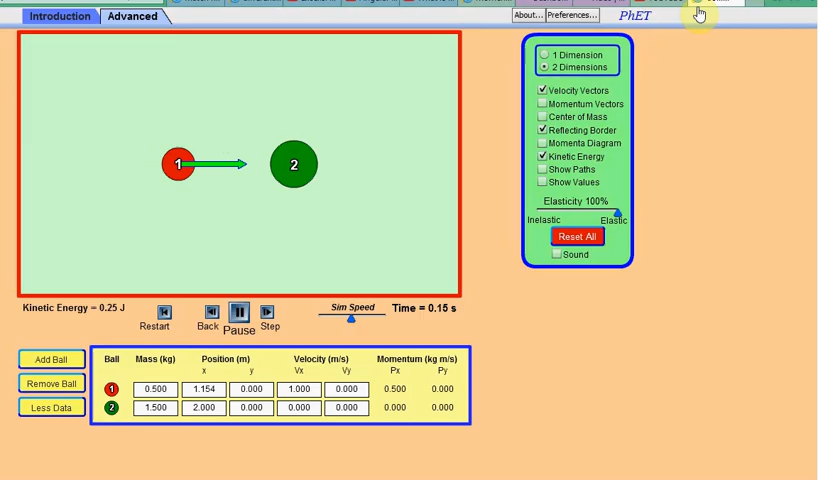 Introduction
Advanced
About...
Preferences...
PhET
1
2
1 Dimension
2 Dimensions
Velocity Vectors
Momentum Vectors
Center of Mass
Reflecting Border
Momenta Diagram
Kinetic Energy
Show Paths
Show Values
Elasticity 100%
Inelastic Elastic
Reset All
Sound
Kinetic Energy = 0.25 J
Restart
Back
Pause
Step
Sim Speed
Time = 0.15 s
Add Ball
Remove Ball
Less Data
Ball Mass (kg) Position (m) Velocity (m/s) Momentum (kg m/s)
x y Vx Vy Px Py
1 0.500 1.154 0.000 1.000 0.000 0.500 0.000
2 1.500 2.000 0.000 0.000 0.000 0.000 0.000